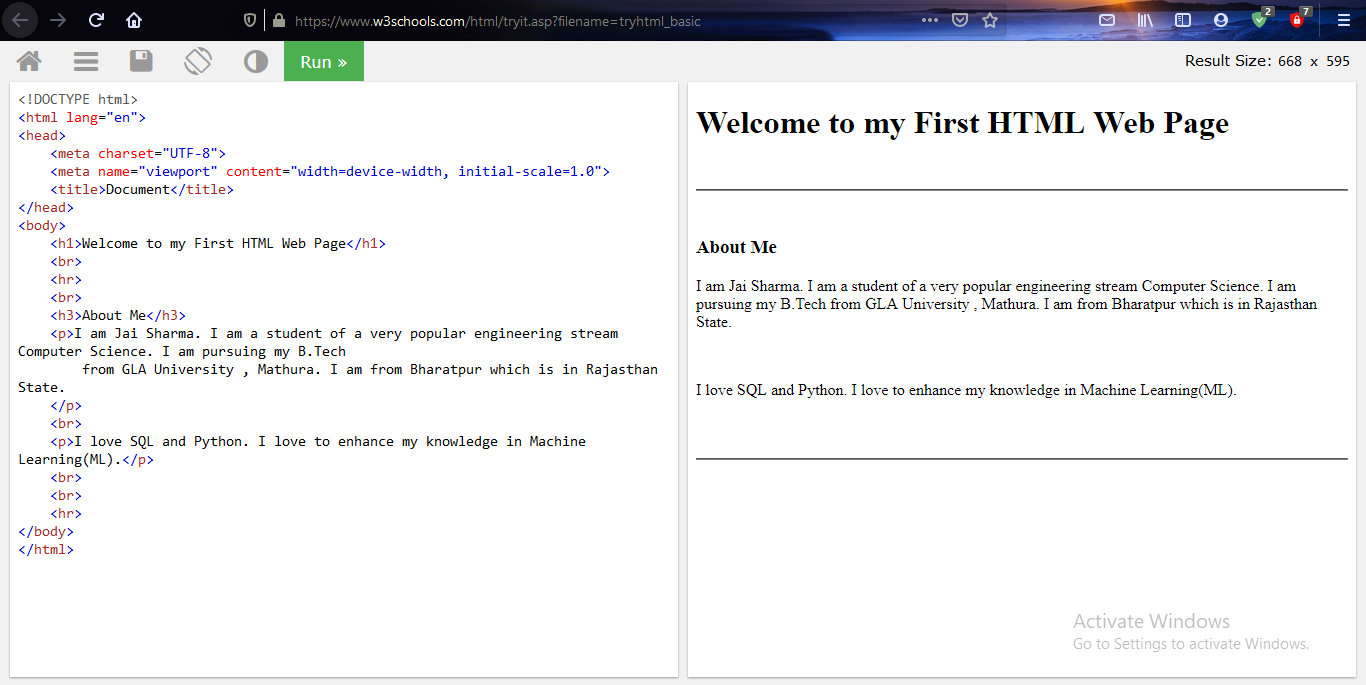 https://www.w3schools.com/html/tryit.asp?filename=tryhtml_basic
2
7
Run »
Result Size: 668 x 595
<!DOCTYPE html>
<html lang="en">
<head>
    <meta charset="UTF-8">
    <meta name="viewport" content="width=device-width, initial-scale=1.0">
    <title>Document</title>
</head>
<body>
    <h1>Welcome to my First HTML Web Page</h1>
    <br>
    <hr>
    <br>
    <h3>About Me</h3>
    <p>I am Jai Sharma. I am a student of a very popular engineering stream
Computer Science. I am pursuing my B.Tech
        from GLA University , Mathura. I am from Bharatpur which is in Rajasthan
State.
    </p>
    <br>
    <p>I love SQL and Python. I love to enhance my knowledge in Machine
Learning(ML).</p>
    <br>
    <br>
    <hr>
</body>
</html>
Welcome to my First HTML Web Page
About Me
I am Jai Sharma. I am a student of a very popular engineering stream Computer Science. I am
pursuing my B.Tech from GLA University , Mathura. I am from Bharatpur which is in Rajasthan
State.
I love SQL and Python. I love to enhance my knowledge in Machine Learning(ML).
Activate Windows
Go to Settings to activate Windows.